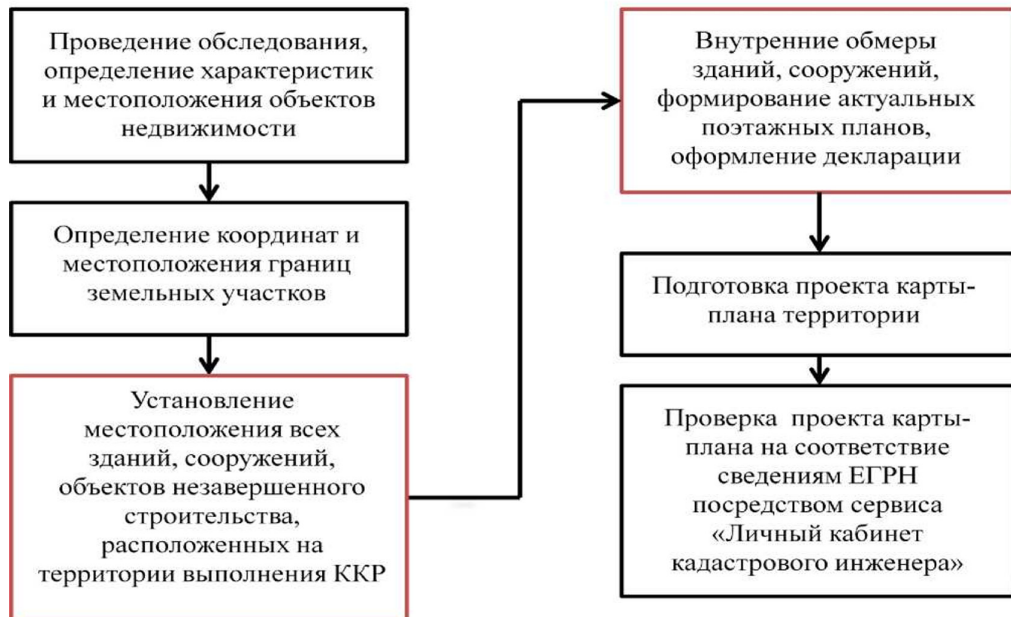 Проведение обследования,
определение характеристик
и местоположения объектов
недвижимости
Определение координат и
местоположения границ
земельных участков
Установление
местоположения всех
зданий, сооружений,
объектов незавершенного
строительства,
расположенных на
территории выполнения ККР
Внутренние обмеры
зданий, сооружений,
формирование актуальных
поэтажных планов,
оформление декларации
Подготовка проекта карты-
плана территории
Проверка проекта карты-
плана на соответствие
сведениям ЕГРН
посредством сервиса
«Личный кабинет
кадастрового инженера»